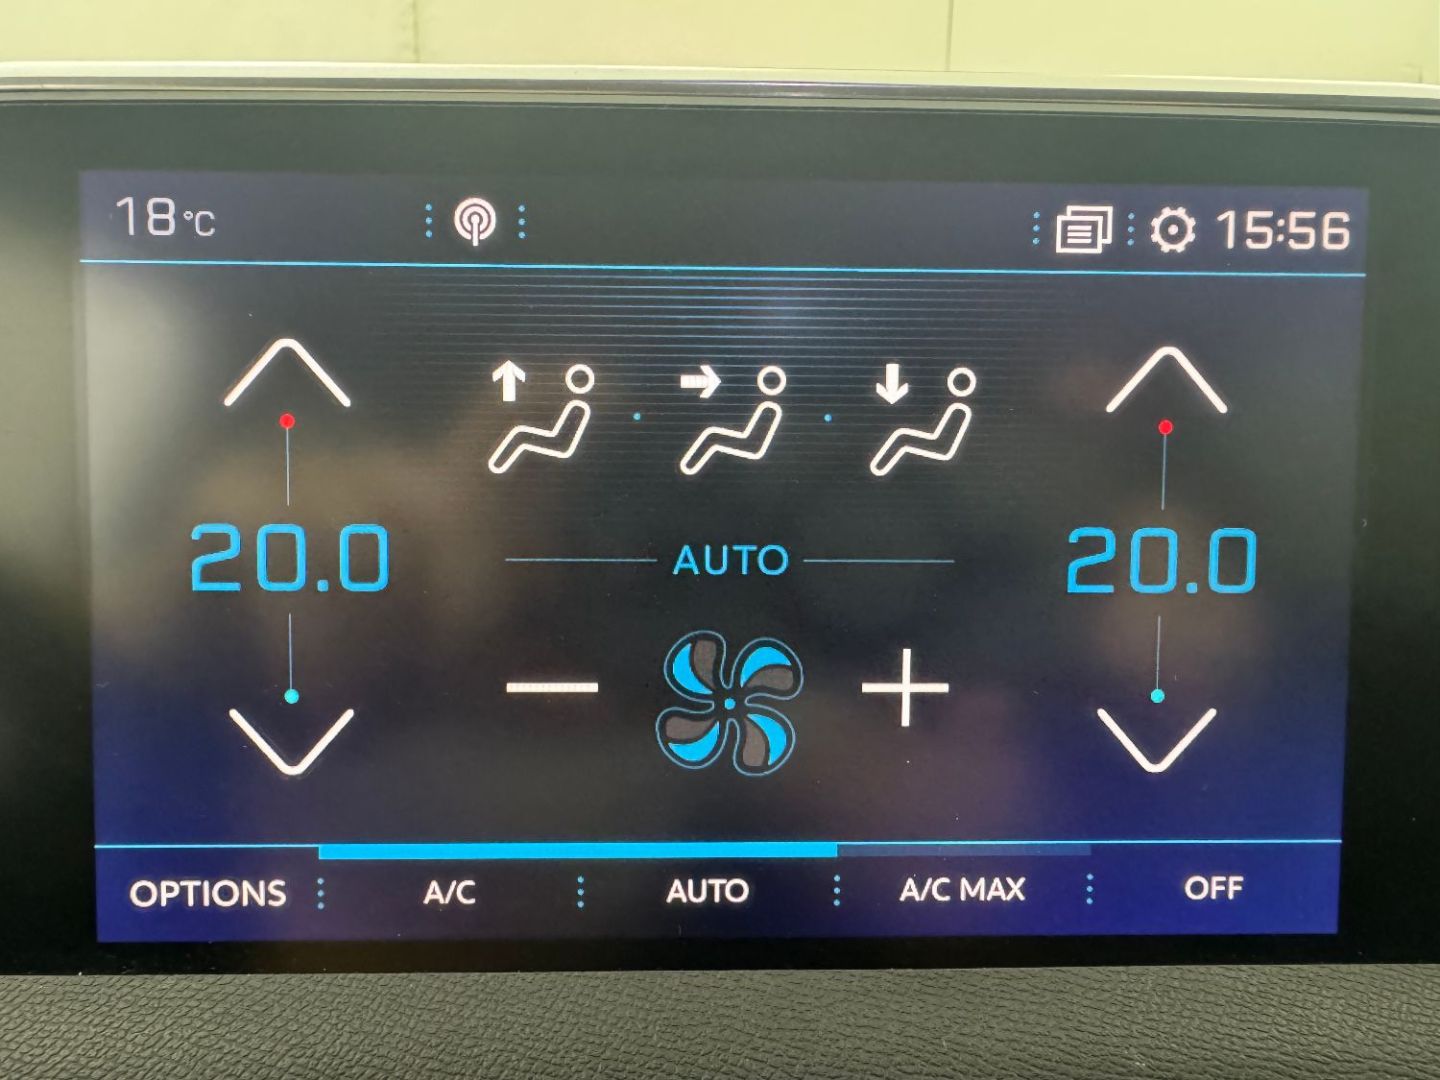 18°C 15:56
20.0 AUTO 20.0
OPTIONS A/C AUTO A/C MAX OFF